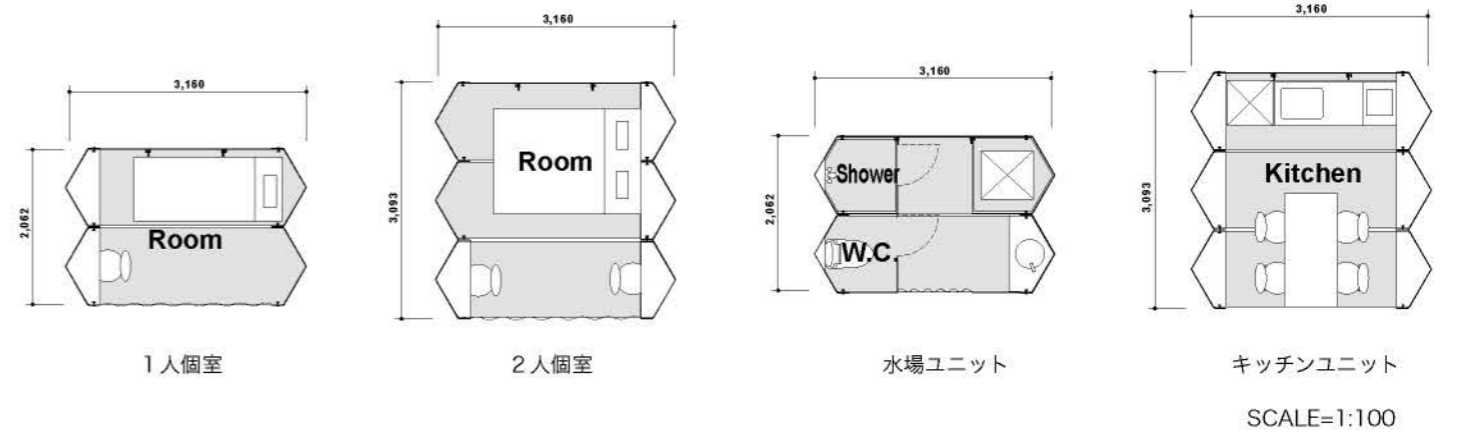 3,160
2,062
Room
1人個室
3,160
3,093
Room
2人個室
3,160
2,062
Shower
W.C.
水場ユニット
3,160
3,093
Kitchen
キッチンユニット
SCALE=1:100